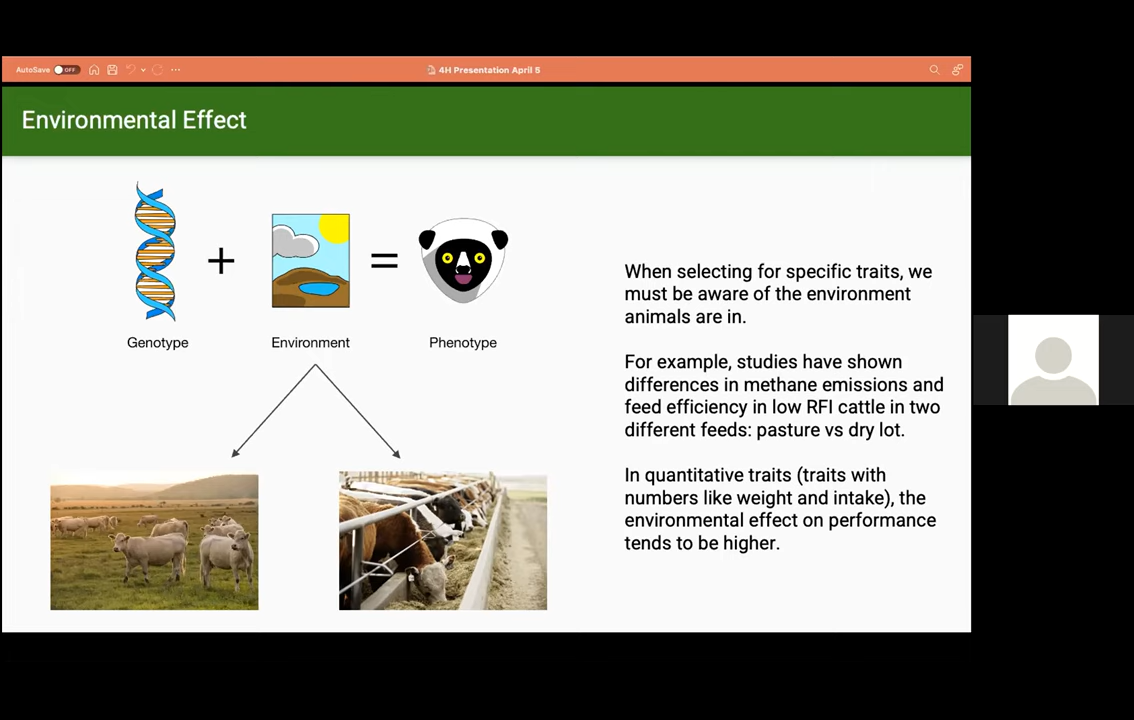 AutoSave OFF
4H Presentation April 5
Environmental Effect
+
=
Genotype
Environment
Phenotype
When selecting for specific traits, we
must be aware of the environment
animals are in.
For example, studies have shown
differences in methane emissions and
feed efficiency in low RFI cattle in two
different feeds: pasture vs dry lot.
In quantitative traits (traits with
numbers like weight and intake), the
environmental effect on performance
tends to be higher.